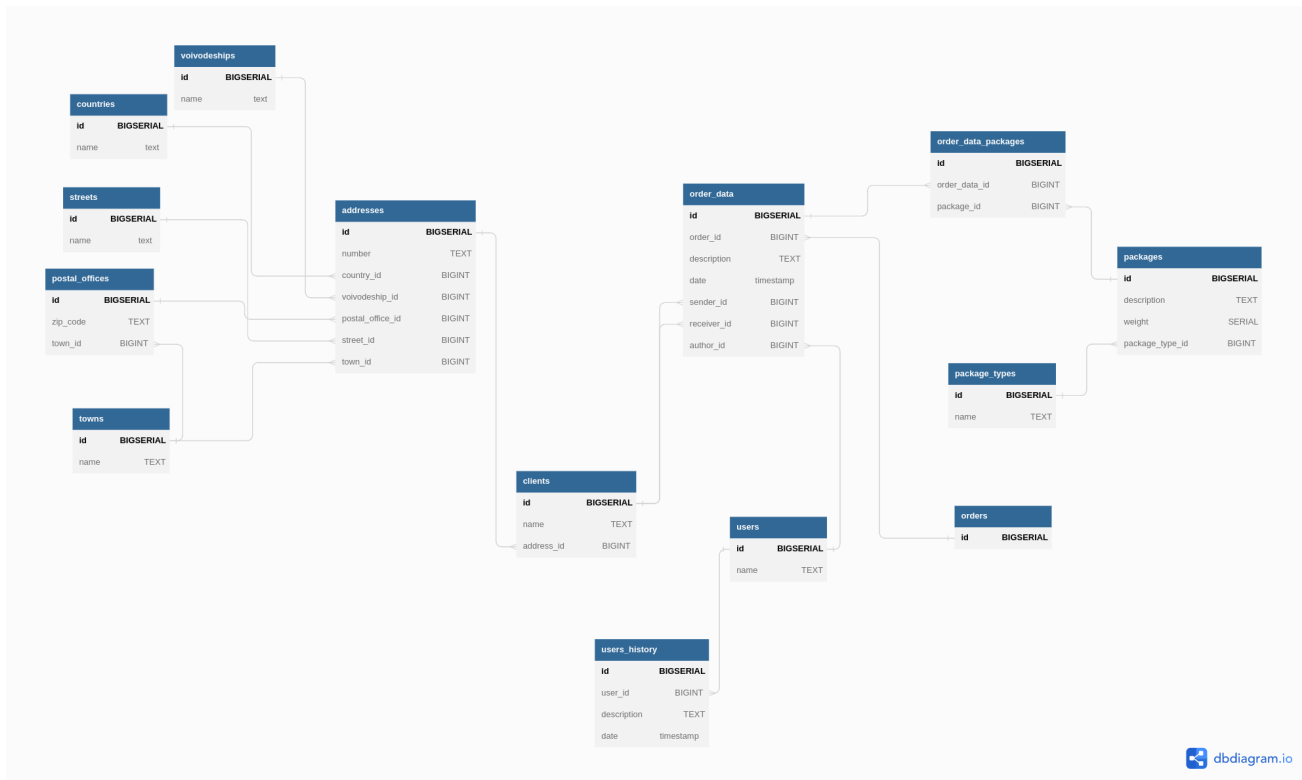 voivodeships
id BIGSERIAL
name text
countries
id BIGSERIAL
name text
streets
id BIGSERIAL
name text
postal_offices
id BIGSERIAL
zip_code TEXT
town_id BIGINT
towns
id BIGSERIAL
name TEXT
addresses
id BIGSERIAL
number TEXT
country_id BIGINT
voivodeship_id BIGINT
postal_office_id BIGINT
street_id BIGINT
town_id BIGINT
clients
id BIGSERIAL
name TEXT
address_id BIGINT
order_data
id BIGSERIAL
order_id BIGINT
description TEXT
date timestamp
sender_id BIGINT
receiver_id BIGINT
author_id BIGINT
users
id BIGSERIAL
name TEXT
users_history
id BIGSERIAL
user_id BIGINT
description TEXT
date timestamp
order_data_packages
id BIGSERIAL
order_data_id BIGINT
package_id BIGINT
packages
id BIGSERIAL
description TEXT
weight SERIAL
package_type_id BIGINT
package_types
id BIGSERIAL
name TEXT
orders
id BIGSERIAL
dbdiagram.io